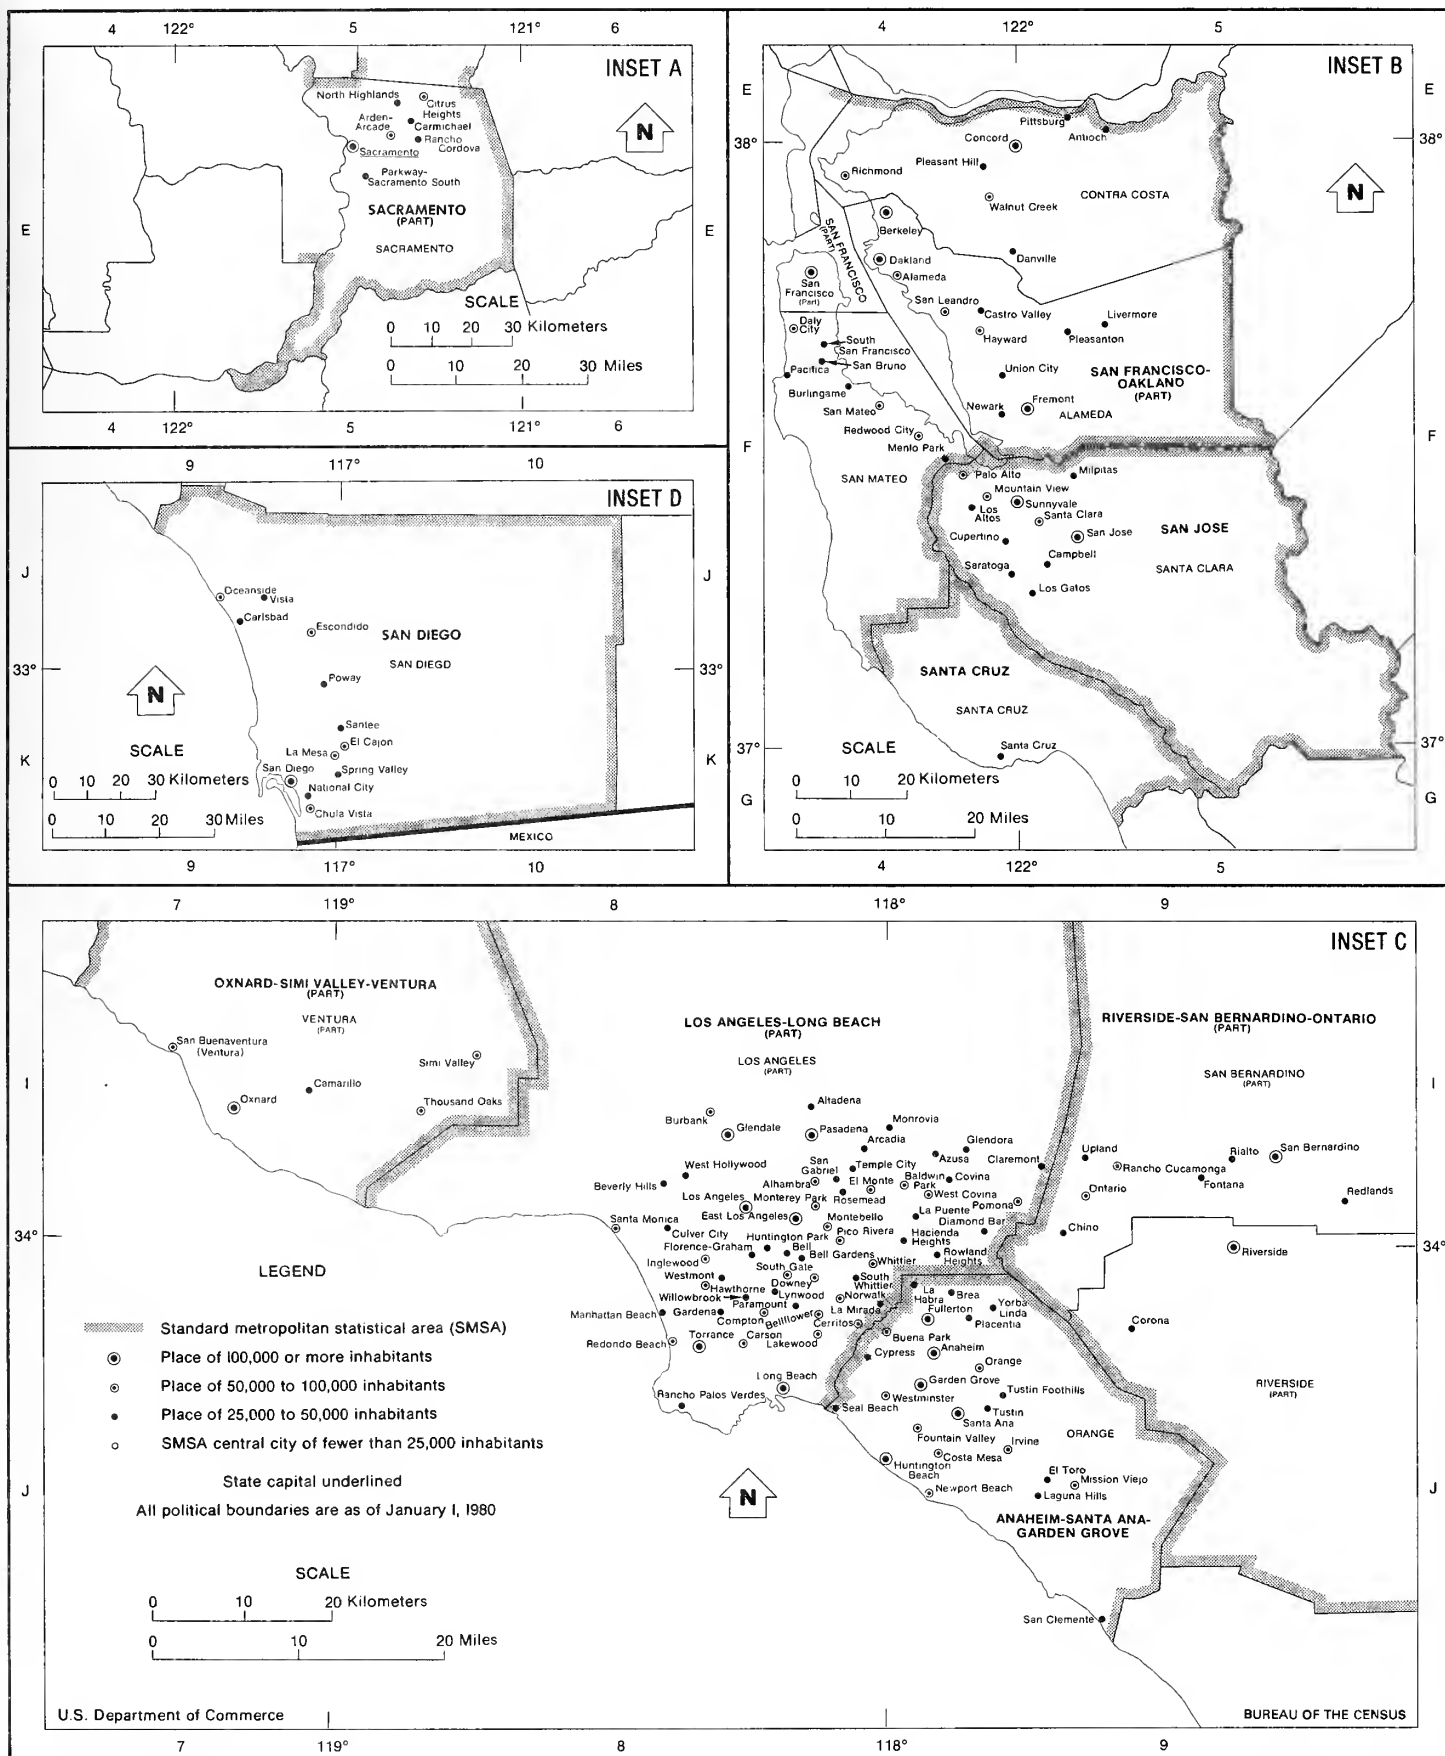 4
122°
5
121°
6
INSET A
North Highlands
Citrus
Heights
Arden-
Arcade
Carmichael
Rancho
Cordova
Sacramento
Parkway-
Sacramento South
SACRAMENTO
(PART)
SACRAMENTO
N
E
E
SCALE
0 10 20 30 Kilometers
0 10 20 30 Miles
4
122°
5
121°
6
4
122°
5
INSET B
E
E
38°
38°
Pittsburg
Antioch
Concord
Pleasant Hill
Richmond
CONTRA COSTA
Walnut Creek
N
Berkeley
SAN FRANCISCO
(PART)
Oakland
Danville
Alameda
San
Francisco
(Part)
San Leandro
Castro Valley
Livermore
Daly
City
Hayward
Pleasanton
South
San Francisco
San Bruno
Pacifica
Union City
SAN FRANCISCO-
OAKLAND
(PART)
Burlingame
San Mateo
Newark
Fremont
ALAMEDA
Redwood City
Menlo Park
F
F
SAN MATEO
Palo Alto
Milpitas
Mountain View
Sunnyvale
Los
Altos
Santa Clara
San Jose
SAN JOSE
Cupertino
Campbell
Saratoga
SANTA CLARA
Los Gatos
SANTA CRUZ
SANTA CRUZ
Santa Cruz
37°
37°
SCALE
0 10 20 Kilometers
0 10 20 Miles
G
G
4
122°
5
9
117°
10
INSET D
J
J
Oceanside
Vista
Carlsbad
Escondido
SAN DIEGO
SAN DIEGO
33°
33°
Poway
N
Santee
El Cajon
La Mesa
San Diego
Spring Valley
National City
Chula Vista
K
K
SCALE
0 10 20 30 Kilometers
0 10 20 30 Miles
MEXICO
9
117°
10
7
119°
8
118°
9
INSET C
OXNARD-SIMI VALLEY-VENTURA
(PART)
VENTURA
(PART)
San Buenaventura
(Ventura)
Simi Valley
Camarillo
Oxnard
Thousand Oaks
LOS ANGELES-LONG BEACH
(PART)
LOS ANGELES
(PART)
RIVERSIDE-SAN BERNARDINO-ONTARIO
(PART)
SAN BERNARDINO
(PART)
I
I
Altadena
Burbank
Glendale
Pasadena
Monrovia
Arcadia
Glendora
Azusa
Claremont
Upland
Rialto
San Bernardino
Rancho Cucamonga
Fontana
Redlands
Ontario
Chino
West Hollywood
Beverly Hills
San
Gabriel
Temple City
Alhambra
El Monte
Baldwin
Park
Covina
Rosemead
West Covina
Pomona
Los Angeles
Monterey Park
East Los Angeles
Montebello
La Puente
Diamond Bar
Santa Monica
Culver City
Huntington Park
Pico Rivera
Hacienda
Heights
Florence-Graham
Bell
Bell Gardens
Rowland
Heights
Inglewood
South Gate
Whittier
Westmont
Downey
South
Whittier
Hawthorne
Lynwood
Willowbrook
Norwalk
La
Habra
Brea
Yorba
Linda
Paramount
La Mirada
Fullerton
Manhattan Beach
Gardena
Compton
Bellflower
Cerritos
Placentia
Redondo Beach
Torrance
Carson
Lakewood
Buena Park
Cypress
Anaheim
Orange
Long Beach
Garden Grove
Rancho Palos Verdes
Seal Beach
Westminster
Tustin Foothills
Tustin
Santa Ana
Fountain Valley
Irvine
ORANGE
Costa Mesa
Huntington
Beach
Newport Beach
El Toro
Mission Viejo
Laguna Hills
ANAHEIM-SANTA ANA-
GARDEN GROVE
San Clemente
Riverside
Corona
RIVERSIDE
(PART)
34°
34°
J
J
N
LEGEND
Standard metropolitan statistical area (SMSA)
Place of 100,000 or more inhabitants
Place of 50,000 to 100,000 inhabitants
Place of 25,000 to 50,000 inhabitants
SMSA central city of fewer than 25,000 inhabitants
State capital underlined
All political boundaries are as of January 1, 1980
SCALE
0 10 20 Kilometers
0 10 20 Miles
U.S. Department of Commerce
BUREAU OF THE CENSUS
7
119°
8
118°
9